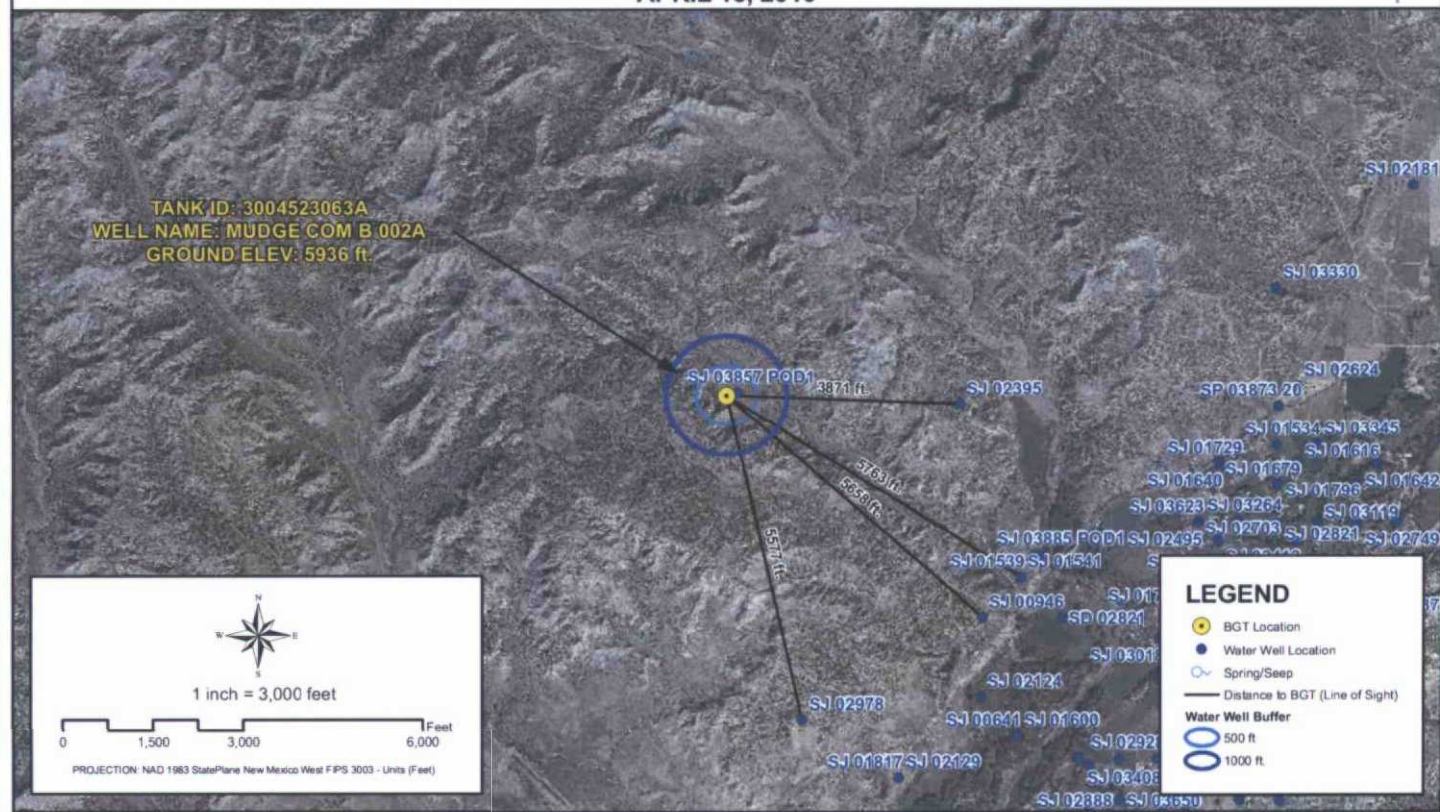 TANK ID: 3004523063A
WELL NAME: MUDGE COM B 002A
GROUND ELEV: 5936 ft.
SJ 02181
SJ 03330
SJ 03857 POD1
3871 ft.
SJ 02395
SJ 02624
SP 03873 20
SJ 01534 SJ 03345
SJ 01729
SJ 01616
SJ 01679
SJ 01640
SJ 01796
SJ 01642
SJ 03623
SJ 03264
SJ 03119
5763 ft.
5658 ft.
SJ 03885 POD1
SJ 02495
SJ 02703
SJ 02821
SJ 02749
5577 ft.
SJ 01539
SJ 01541
SJ 00946
SD 02821
SJ 02124
SJ 02978
SJ 00641
SJ 01600
SJ 01817
SJ 02129
SJ 03408
SJ 02888
SJ 03650
N
W
E
S
1 inch = 3,000 feet
Feet
0 1,500 3,000 6,000
PROJECTION: NAD 1983 StatePlane New Mexico West FIPS 3003 - Units (Feet)
LEGEND
BGT Location
Water Well Location
Spring/Seep
Distance to BGT (Line of Sight)
Water Well Buffer
500 ft
1000 ft.